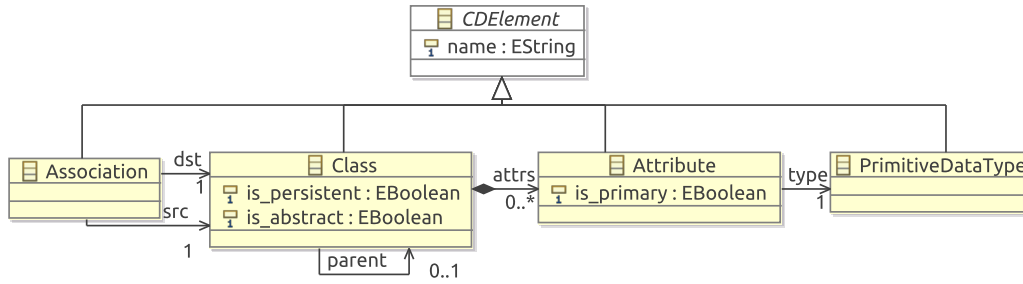 CDElement
name : EString
Association
Class
Attribute
PrimitiveDataType
dst
1
is_persistent : EBoolean
is_abstract : EBoolean
attrs
0..*
is_primary : EBoolean
type
1
src
1
parent
0..1